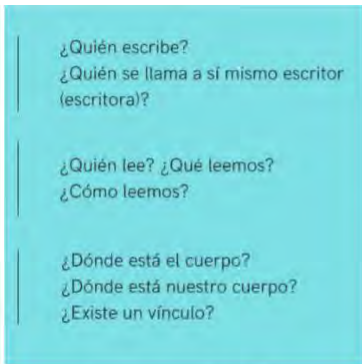 ¿Quién escribe?
¿Quién se llama a sí mismo escritor
(escritora)?
¿Quién lee? ¿Qué leemos?
¿Cómo leemos?
¿Dónde está el cuerpo?
¿Dónde está nuestro cuerpo?
¿Existe un vínculo?